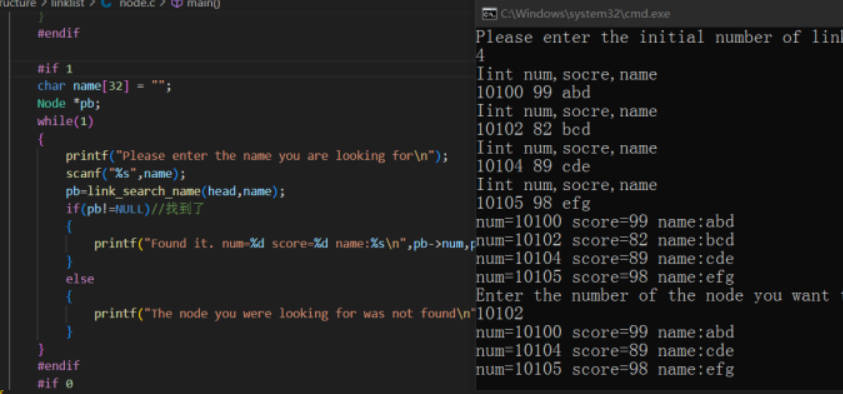 ructure > linklist > C node.c > main()
}
#endif
#if 1
char name[32] = "";
Node *pb;
while(1)
{
printf("Please enter the name you are looking for\n");
scanf("%s",name);
pb=link_search_name(head,name);
if(pb!=NULL)//找到了
{
printf("Found it. num=%d score=%d name:%s\n",pb->num,p
}
else
{
printf("The node you were looking for was not found\n"
}
}
#endif
#if 0
C:\Windows\system32\cmd.exe
Please enter the initial number of lin
4
Iint num,socre,name
10100 99 abd
Iint num,socre,name
10102 82 bcd
Iint num,socre,name
10104 89 cde
Iint num,socre,name
10105 98 efg
num=10100 score=99 name:abd
num=10102 score=82 name:bcd
num=10104 score=89 name:cde
num=10105 score=98 name:efg
Enter the number of the node you want t
10102
num=10100 score=99 name:abd
num=10104 score=89 name:cde
num=10105 score=98 name:efg